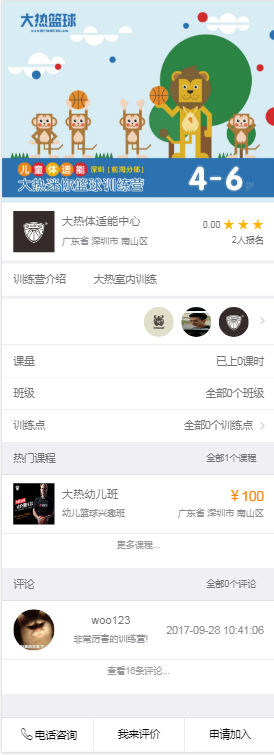 大热篮球
儿童体适能 深圳【前海分部】
大热迷你篮球训练营 4-6岁
大热体适能中心
0.00
广东省 深圳市 南山区
2人报名
训练营介绍 大热室内训练
课量 已上0课时
班级 全部0个班级
训练点 全部0个训练点
热门课程 全部1个课程
大热幼儿班
¥100
幼儿篮球兴趣班 广东省 深圳市 南山区
更多课程...
评论 全部0个评论
woo123
非常厉害的训练营! 2017-09-28 10:41:06
查看16条评论...
电话咨询 我来评价 申请加入